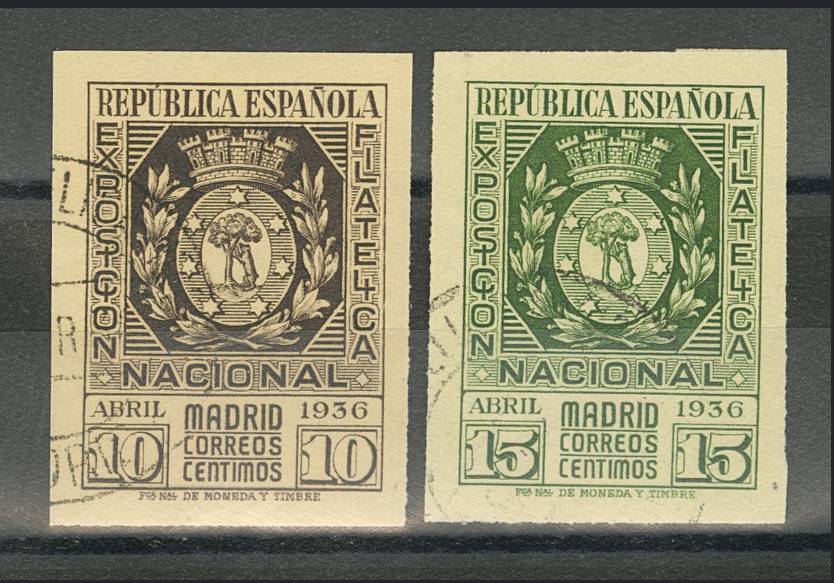 REPÚBLICA ESPAÑOLA
EXPOSICION
FILATELICA
NACIONAL
ABRIL MADRID 1936
10 CORREOS 10
CENTIMOS
FCA NAL DE MONEDA Y TIMBRE
REPÚBLICA ESPAÑOLA
EXPOSICION
FILATELICA
NACIONAL
ABRIL MADRID 1936
15 CORREOS 15
CENTIMOS
FCA NAL DE MONEDA Y TIMBRE